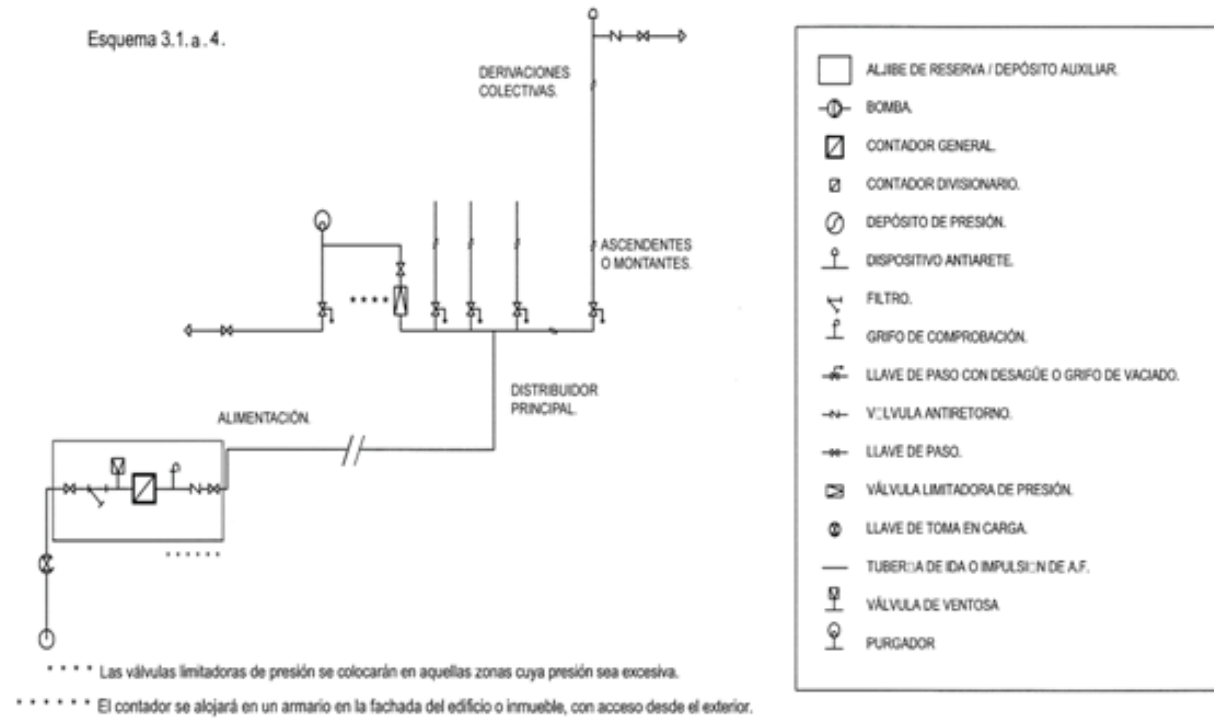 Esquema 3.1.a.4.
DERIVACIONES
COLECTIVAS.
ASCENDENTES
O MONTANTES.
* * * *
DISTRIBUIDOR
PRINCIPAL.
ALIMENTACIÓN.
* * * * * *
* * * * Las válvulas limitadoras de presión se colocarán en aquellas zonas cuya presión sea excesiva.
* * * * * * El contador se alojará en un armario en la fachada del edificio o inmueble, con acceso desde el exterior.
ALJIBE DE RESERVA / DEPÓSITO AUXILIAR.
BOMBA.
CONTADOR GENERAL.
CONTADOR DIVISIONARIO.
DEPÓSITO DE PRESIÓN.
DISPOSITIVO ANTIARETE.
FILTRO.
GRIFO DE COMPROBACIÓN.
LLAVE DE PASO CON DESAGÜE O GRIFO DE VACIADO.
V□LVULA ANTIRETORNO.
LLAVE DE PASO.
VÁLVULA LIMITADORA DE PRESIÓN.
LLAVE DE TOMA EN CARGA.
TUBER□A DE IDA O IMPULSI□N DE A.F.
VÁLVULA DE VENTOSA
PURGADOR